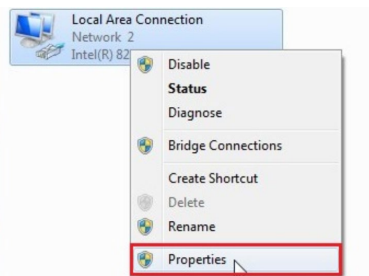 Local Area Connection
Network 2
Intel(R) 82
Disable
Status
Diagnose
Bridge Connections
Create Shortcut
Delete
Rename
Properties